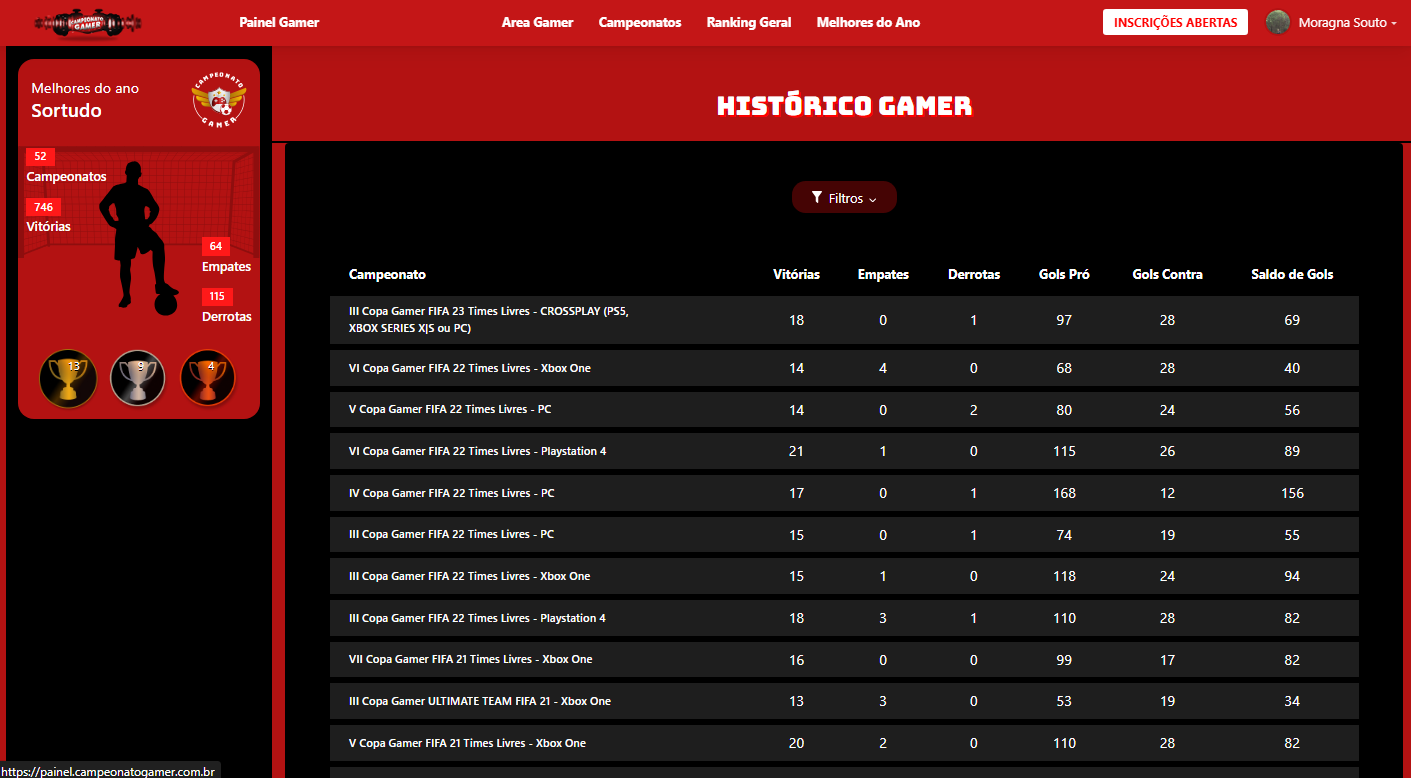 CAMPEONATO
GAMER
Painel Gamer
Area Gamer
Campeonatos
Ranking Geral
Melhores do Ano
INSCRIÇÕES ABERTAS
Moragna Souto
Melhores do ano
Sortudo
CAMPEONATO
GAMER
52
Campeonatos
746
Vitórias
64
Empates
115
Derrotas
13
9
4
HISTÓRICO GAMER
Filtros
Campeonato Vitórias Empates Derrotas Gols Pró Gols Contra Saldo de Gols
III Copa Gamer FIFA 23 Times Livres - CROSSPLAY (PS5,
XBOX SERIES X|S ou PC) 18 0 1 97 28 69
VI Copa Gamer FIFA 22 Times Livres - Xbox One 14 4 0 68 28 40
V Copa Gamer FIFA 22 Times Livres - PC 14 0 2 80 24 56
VI Copa Gamer FIFA 22 Times Livres - Playstation 4 21 1 0 115 26 89
IV Copa Gamer FIFA 22 Times Livres - PC 17 0 1 168 12 156
III Copa Gamer FIFA 22 Times Livres - PC 15 0 1 74 19 55
III Copa Gamer FIFA 22 Times Livres - Xbox One 15 1 0 118 24 94
III Copa Gamer FIFA 22 Times Livres - Playstation 4 18 3 1 110 28 82
VII Copa Gamer FIFA 21 Times Livres - Xbox One 16 0 0 99 17 82
III Copa Gamer ULTIMATE TEAM FIFA 21 - Xbox One 13 3 0 53 19 34
V Copa Gamer FIFA 21 Times Livres - Xbox One 20 2 0 110 28 82
https://painel.campeonatogamer.com.br